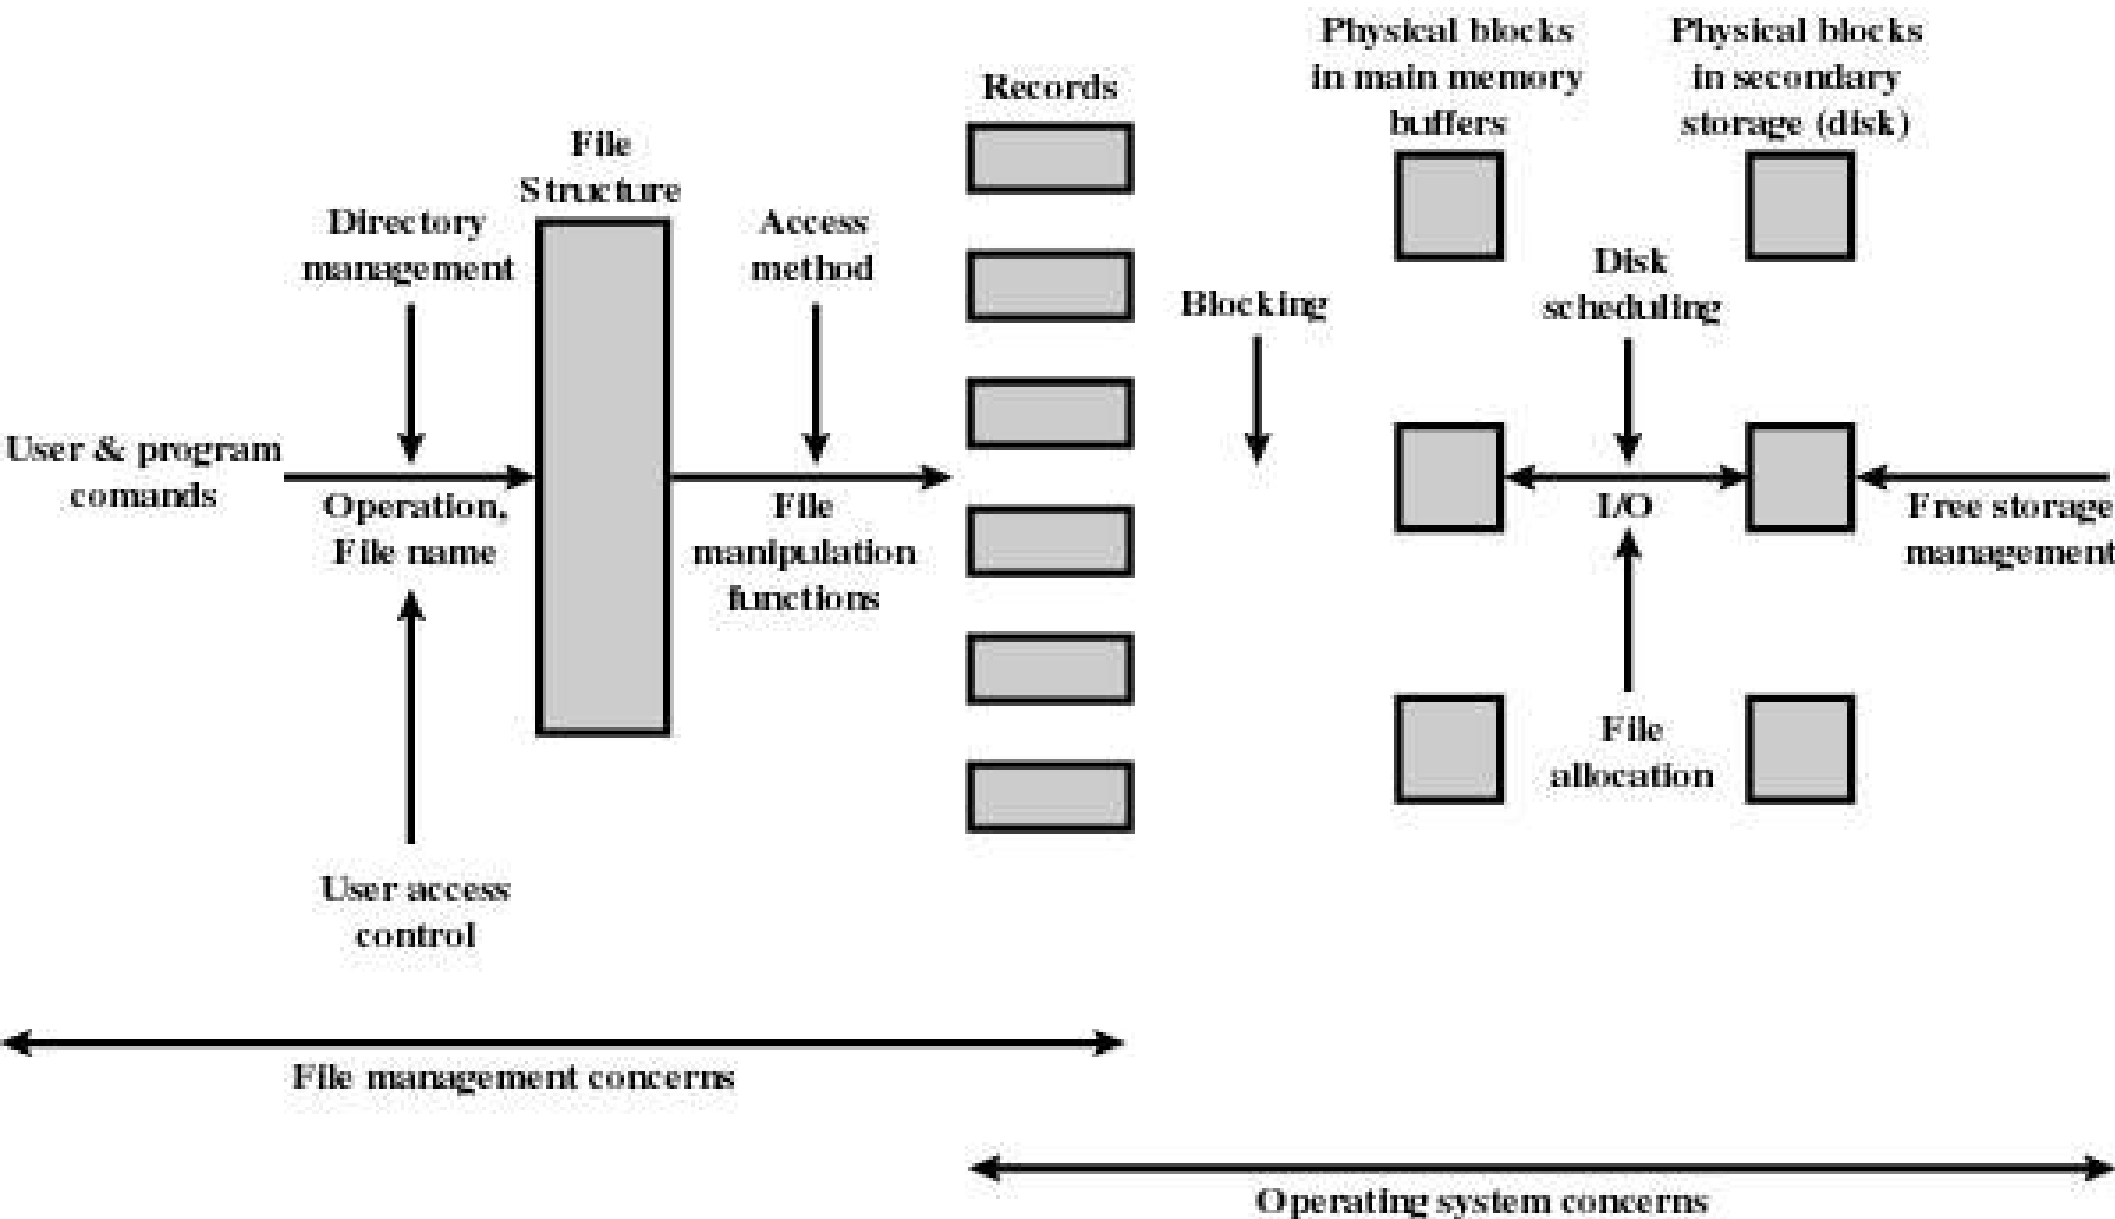 Physical blocks
in main memory
buffers
Physical blocks
in secondary
storage (disk)
Records
File
Structure
Directory
management
Access
method
Blocking
Disk
scheduling
User & program
comands
Operation,
File name
File
manipulation
functions
I/O
Free storage
management
File
allocation
User access
control
File management concerns
Operating system concerns